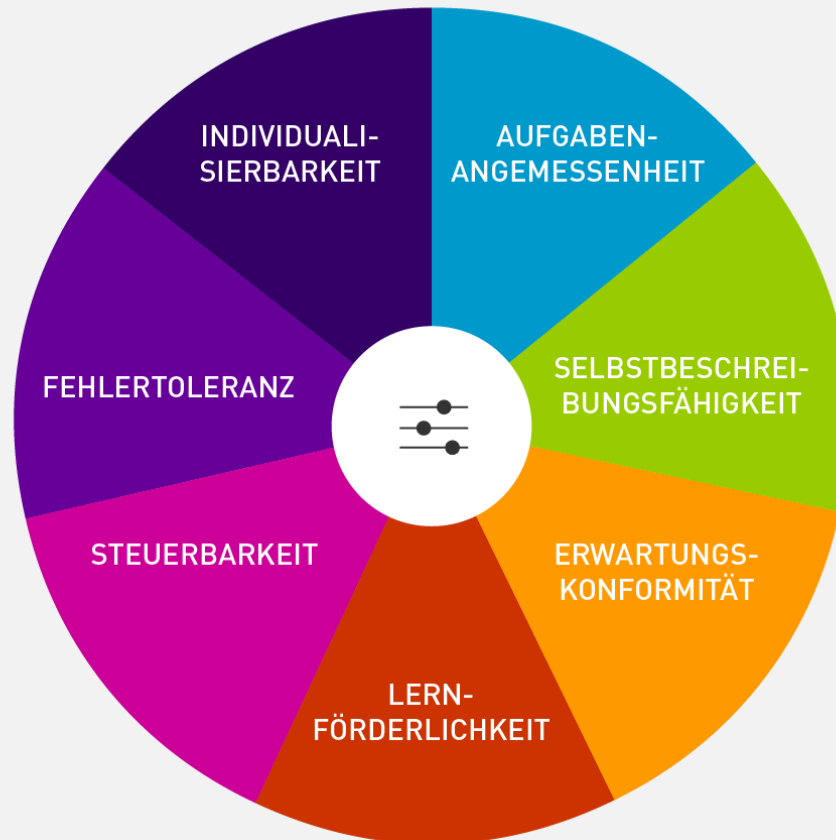 INDIVIDUALI-
SIERBARKEIT
AUFGABEN-
ANGEMESSENHEIT
SELBSTBESCHREI-
BUNGSFÄHIGKEIT
ERWARTUNGS-
KONFORMITÄT
LERN-
FÖRDERLICHKEIT
STEUERBARKEIT
FEHLERTOLERANZ